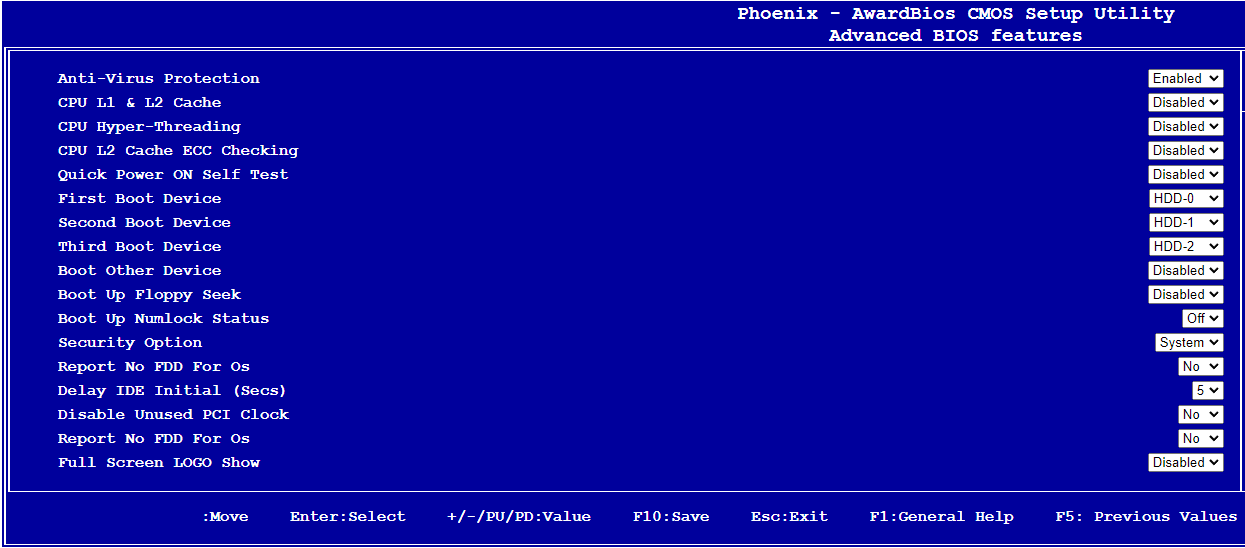 Phoenix - AwardBios CMOS Setup Utility
Advanced BIOS features
Anti-Virus Protection Enabled
CPU L1 & L2 Cache Disabled
CPU Hyper-Threading Disabled
CPU L2 Cache ECC Checking Disabled
Quick Power ON Self Test Disabled
First Boot Device HDD-0
Second Boot Device HDD-1
Third Boot Device HDD-2
Boot Other Device Disabled
Boot Up Floppy Seek Disabled
Boot Up Numlock Status Off
Security Option System
Report No FDD For Os No
Delay IDE Initial (Secs) 5
Disable Unused PCI Clock No
Report No FDD For Os No
Full Screen LOGO Show Disabled
:Move Enter:Select +/-/PU/PD:Value F10:Save Esc:Exit F1:General Help F5: Previous Values